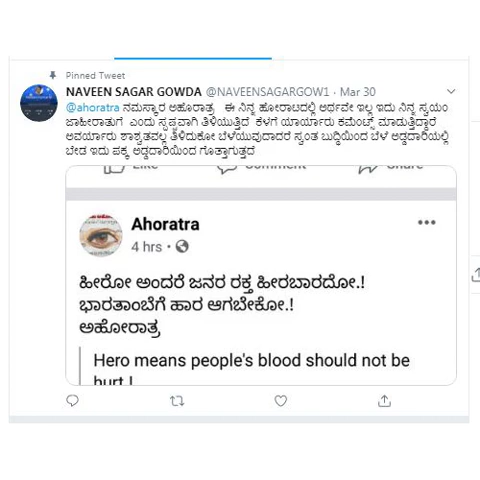 Pinned Tweet
NAVEEN SAGAR GOWDA @NAVEENSAGARGOW1 · Mar 30
@ahoratra ನಮಸ್ಕಾರ ಅಹೊರಾತ್ರ ಈ ನಿನ್ನ ಹೋರಾಟದಲ್ಲಿ ಅರ್ಥವೇ ಇಲ್ಲ ಇದು ನಿನ್ನ ಸ್ವಯಂ
ಜಾಹೀರಾತುಗೆ ಎಂದು ಸ್ಪಷ್ಟವಾಗಿ ತಿಳಿಯುತ್ತಿದೆ ಕೆಳಗೆ ಯಾರ್ಯಾರು ಕಮೆಂಟ್ಸ್ ಮಾಡುತ್ತಿದ್ದಾರೆ
ಅವರ್ಯಾರು ಶಾಶ್ವತವಲ್ಲ ತಿಳಿದುಕೋ ಬೆಳೆಯುವುದಾದರೆ ಸ್ವಂತ ಬುದ್ಧಿಯಿಂದ ಬೆಳೆ ಅಡ್ಡದಾರಿಯಲ್ಲಿ
ಬೇಡ ಇದು ಪಕ್ಕ ಅಡ್ಡದಾರಿಯಿಂದ ಗೊತ್ತಾಗುತ್ತದೆ
Like Comment Share
Ahoratra
4 hrs ·
ಹೀರೋ ಅಂದರೆ ಜನರ ರಕ್ತ ಹೀರಬಾರದೋ.!
ಭಾರತಾಂಬೆಗೆ ಹಾರ ಆಗಬೇಕೋ.!
ಅಹೋರಾತ್ರ
Hero means people's blood should not be
hurt !